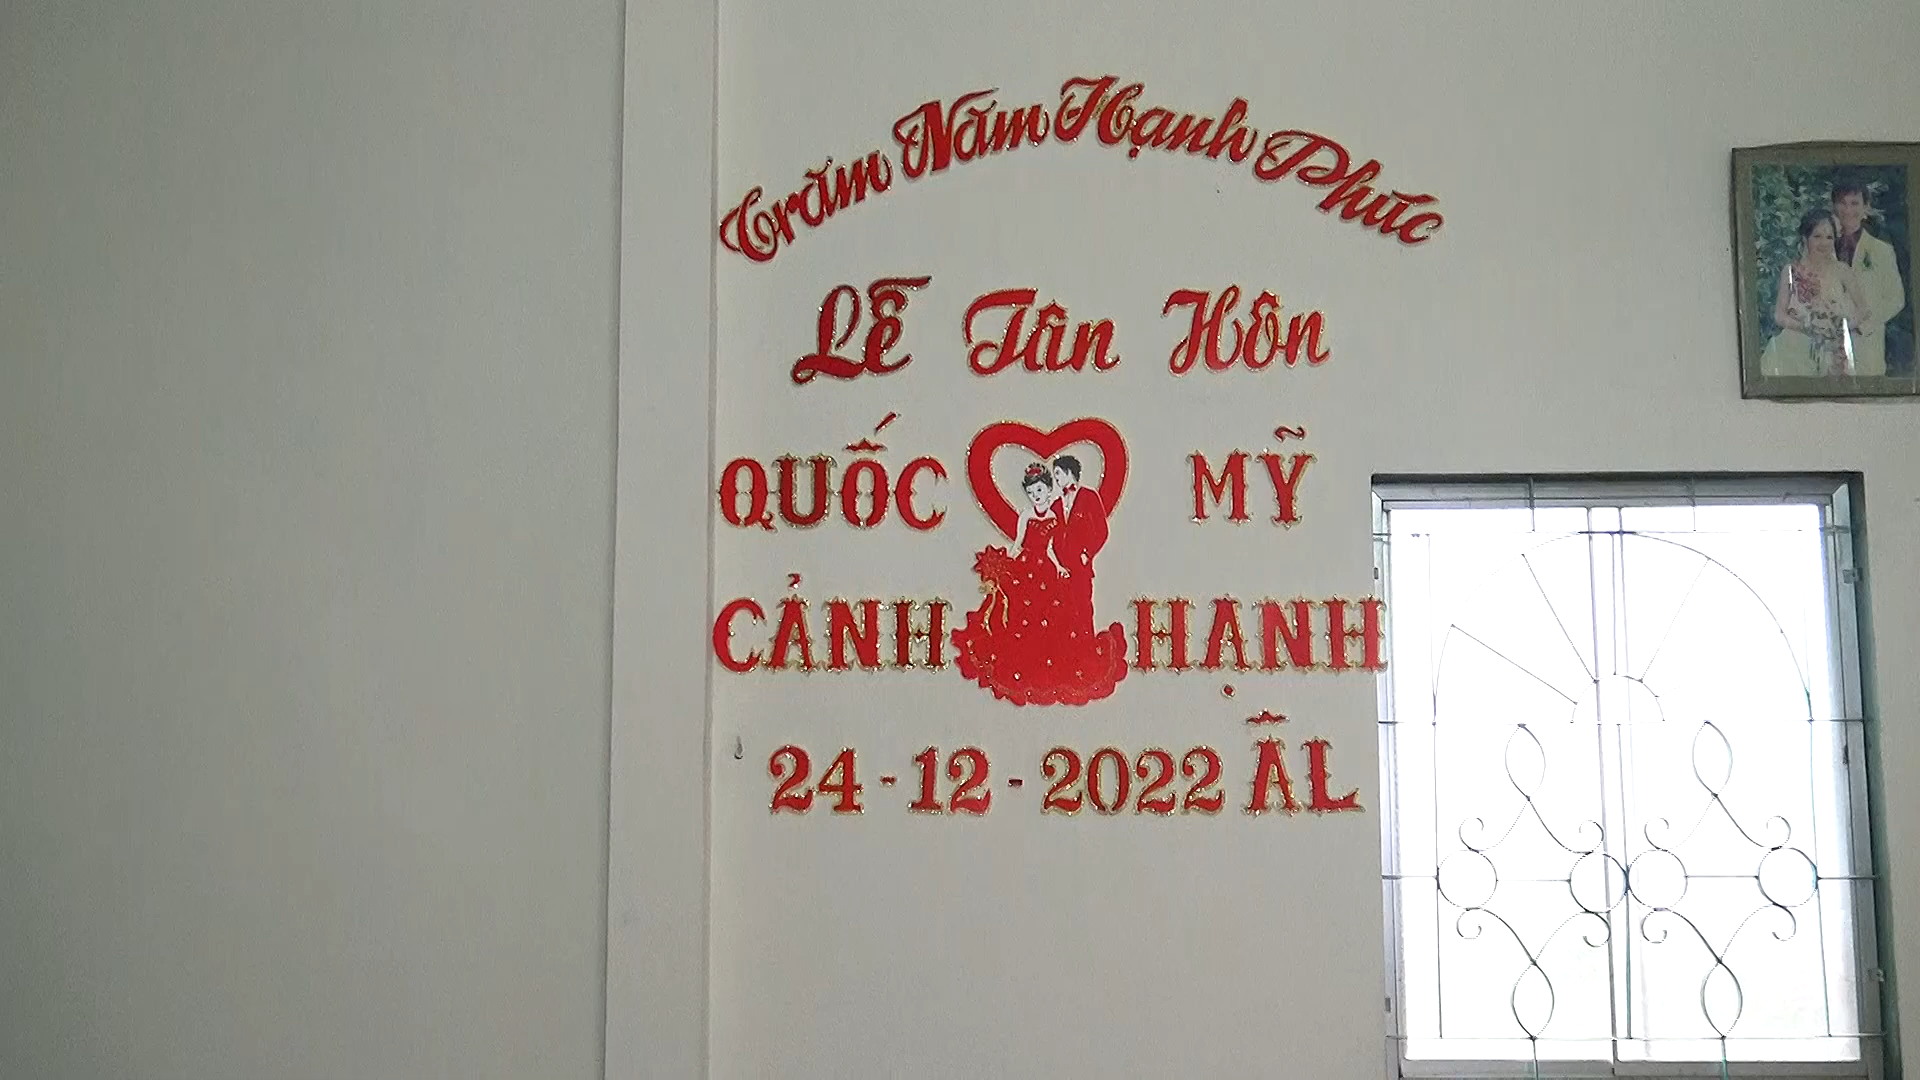 Trăm Năm Hạnh Phúc
Lễ Tân Hôn
QUỐC MỸ
CẢNH HẠNH
24-12-2022 ÂL